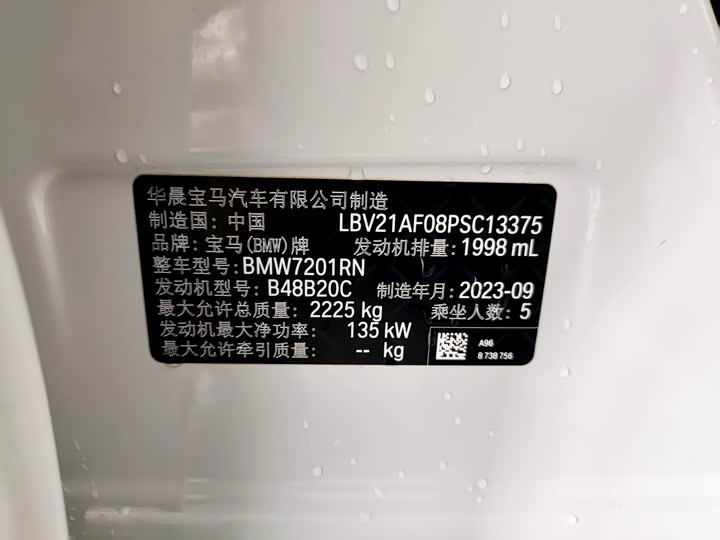 华晨宝马汽车有限公司制造
制造国: 中国 LBV21AF08PSC13375
品牌: 宝马(BMW)牌 发动机排量: 1998 mL
整车型号: BMW7201RN
发动机型号: B48B20C 制造年月: 2023-09
最大允许总质量: 2225 kg 乘坐人数: 5
发动机最大净功率: 135 kW
最大允许牵引质量: -- kg
A96
8 738 756